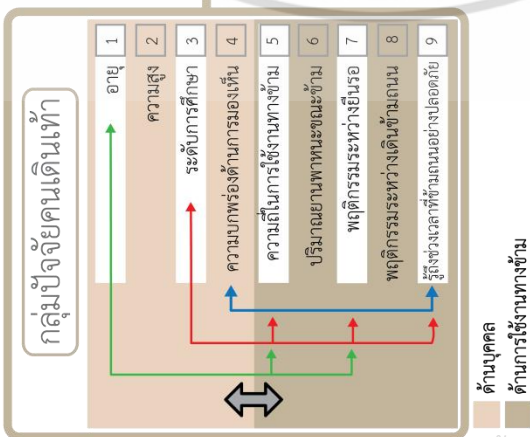 กลุ่มปัจจัยคนเดินเท้า
1 อายุ
2 ความสูง
3 ระดับการศึกษา
4 ความบกพร่องด้านการมองเห็น
5 ความถี่ในการใช้งานทางข้าม
6 ปริมาณยานพาหนะขณะข้าม
7 พฤติกรรมระหว่างยืนรอ
8 พฤติกรรมระหว่างเดินข้ามถนน
9 รู้ถึงช่วงเวลาที่ข้ามถนนอย่างปลอดภัย
ด้านบุคคล
ด้านการใช้งานทางข้าม